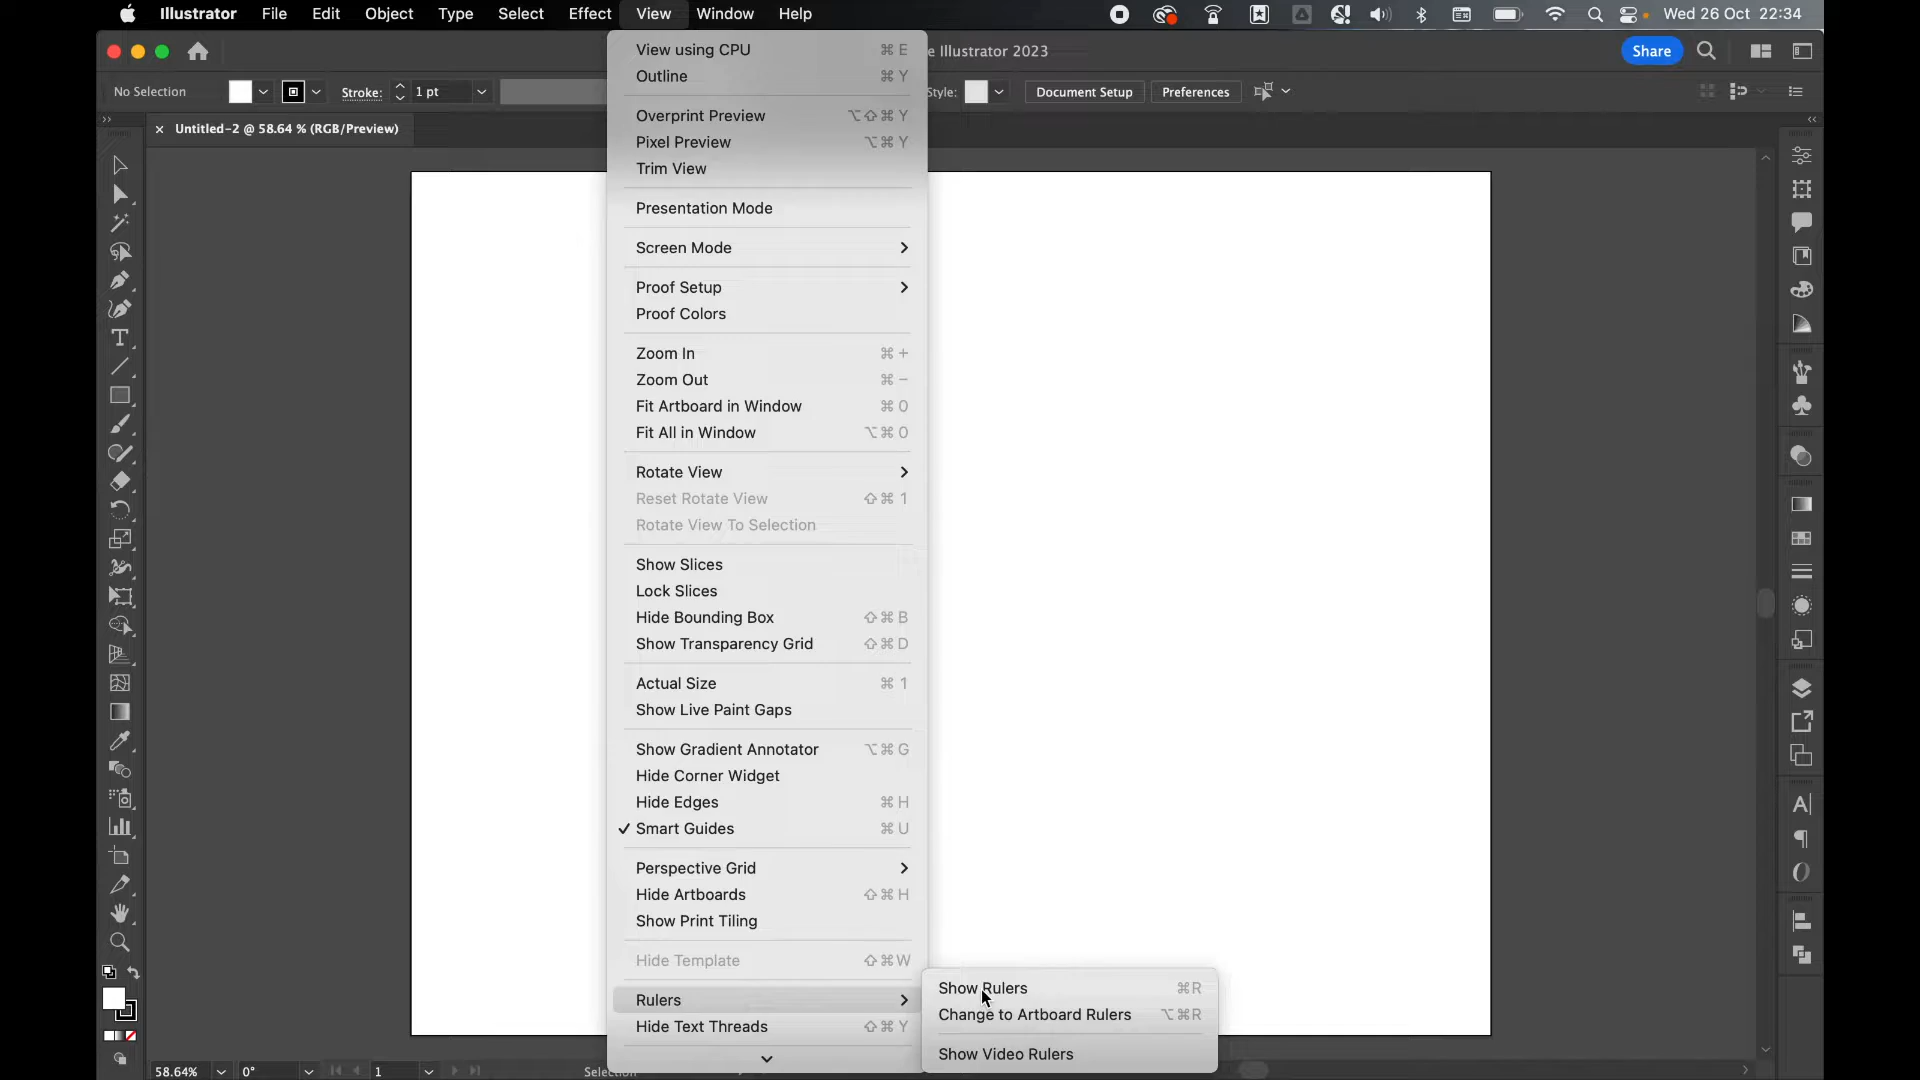 Illustrator File Edit Object Type Select Effect View Window Help Wed 26 Oct 22:34
e Illustrator 2023 Share
No Selection Stroke: 1 pt Style: Document Setup Preferences
Untitled-2 @ 58.64 % (RGB/Preview)
View using CPU ⌘ E
Outline ⌘ Y
Overprint Preview ⌥⇧⌘ Y
Pixel Preview ⌥⌘ Y
Trim View
Presentation Mode
Screen Mode
Proof Setup
Proof Colors
Zoom In ⌘ +
Zoom Out ⌘ −
Fit Artboard in Window ⌘ 0
Fit All in Window ⌥⌘ 0
Rotate View
Reset Rotate View ⇧⌘ 1
Rotate View To Selection
Show Slices
Lock Slices
Hide Bounding Box ⇧⌘ B
Show Transparency Grid ⇧⌘ D
Actual Size ⌘ 1
Show Live Paint Gaps
Show Gradient Annotator ⌥⌘ G
Hide Corner Widget
Hide Edges ⌘ H
✓ Smart Guides ⌘ U
Perspective Grid
Hide Artboards ⇧⌘ H
Show Print Tiling
Hide Template ⇧⌘ W
Rulers
Hide Text Threads ⇧⌘ Y
Show Rulers ⌘R
Change to Artboard Rulers ⌥⌘R
Show Video Rulers
58.64% 0° 1 Selection